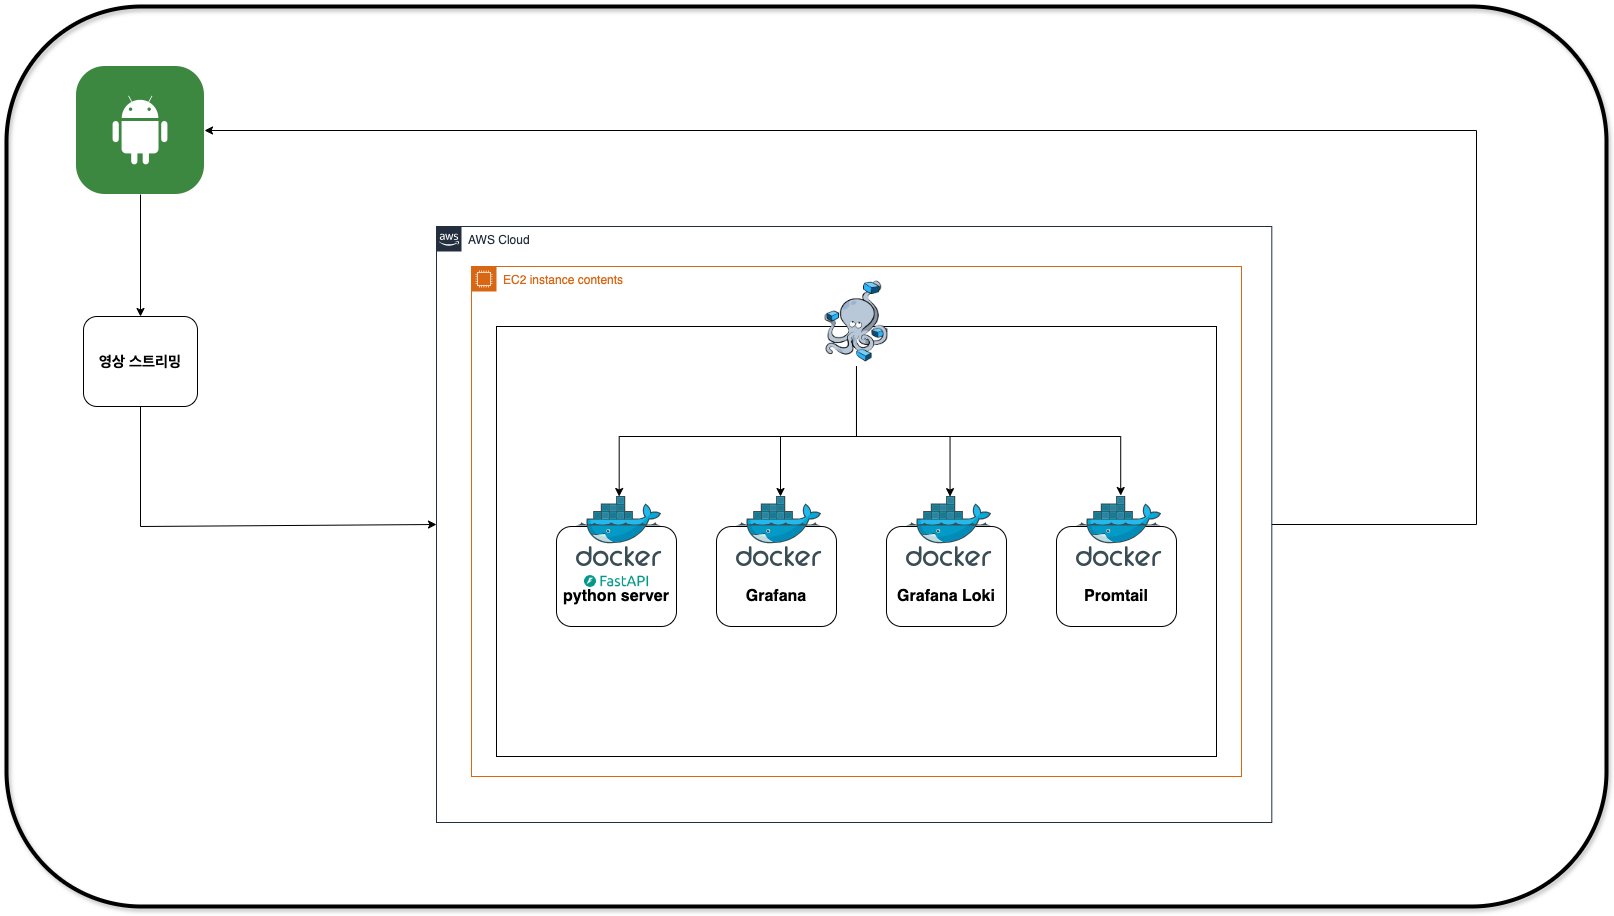 aws
AWS Cloud
EC2 instance contents
영상 스트리밍
docker
FastAPI
python server
docker
Grafana
docker
Grafana Loki
docker
Promtail